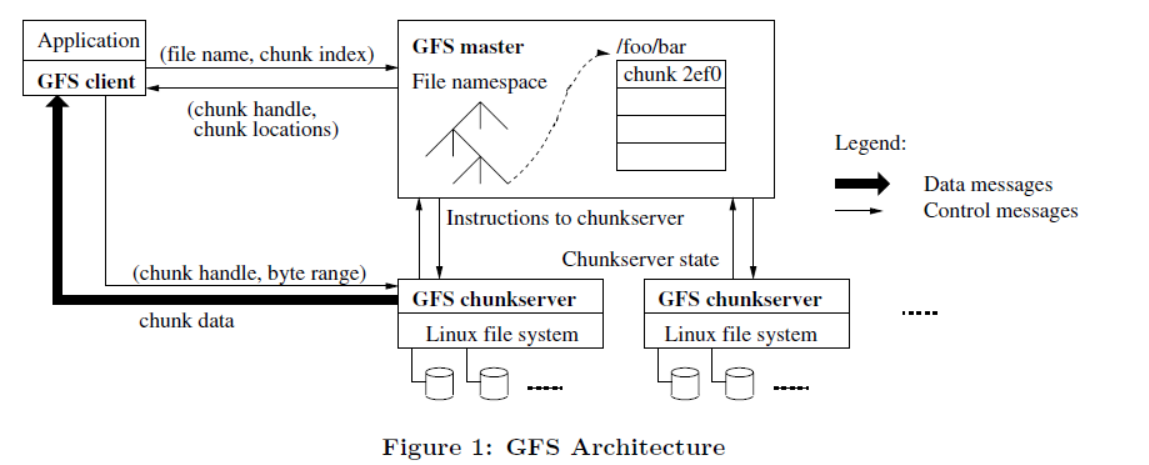 Application
GFS client
(file name, chunk index)
(chunk handle,
chunk locations)
GFS master
File namespace
/foo/bar
chunk 2ef0
Legend:
Data messages
Control messages
Instructions to chunkserver
Chunkserver state
(chunk handle, byte range)
chunk data
GFS chunkserver
Linux file system
GFS chunkserver
Linux file system
Figure 1: GFS Architecture